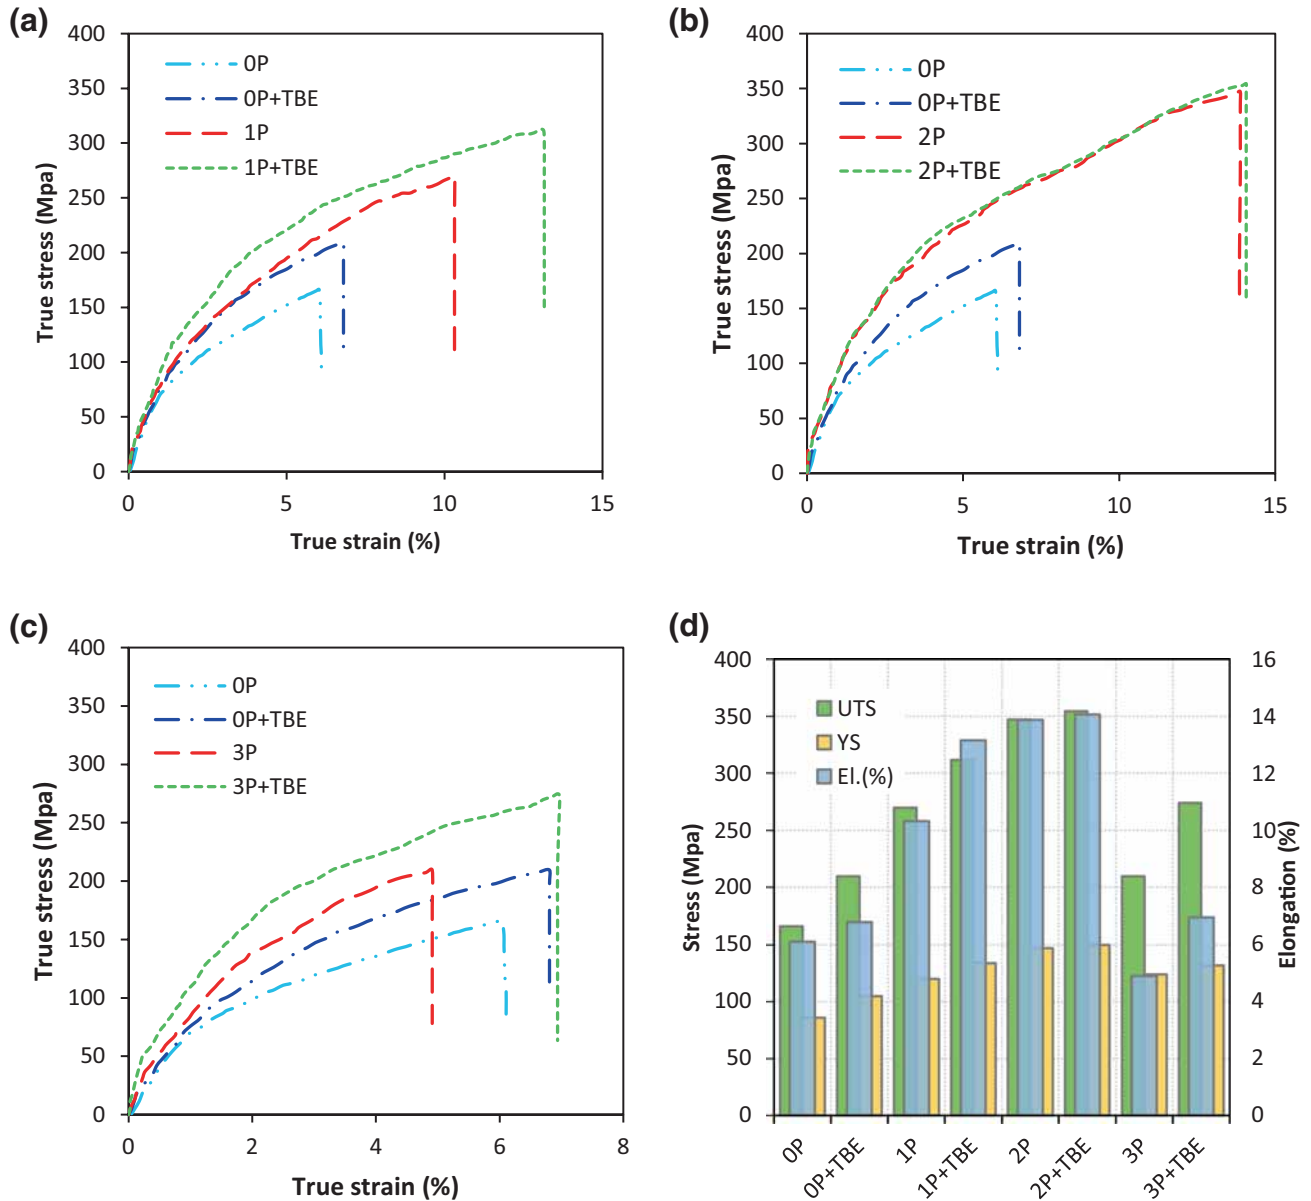 (a)
400
350
300
250
200
150
100
50
0
0 5 10 15
True stress (Mpa)
True strain (%)
0P
0P+TBE
1P
1P+TBE
(b)
400
350
300
250
200
150
100
50
0
0 5 10 15
True stress (Mpa)
True strain (%)
0P
0P+TBE
2P
2P+TBE
(c)
400
350
300
250
200
150
100
50
0
0 2 4 6 8
True stress (Mpa)
True strain (%)
0P
0P+TBE
3P
3P+TBE
(d)
400
350
300
250
200
150
100
50
0
Stress (Mpa)
UTS
YS
El.(%)
16
14
12
10
8
6
4
2
0
Elongation (%)
0P
0P+TBE
1P
1P+TBE
2P
2P+TBE
3P
3P+TBE